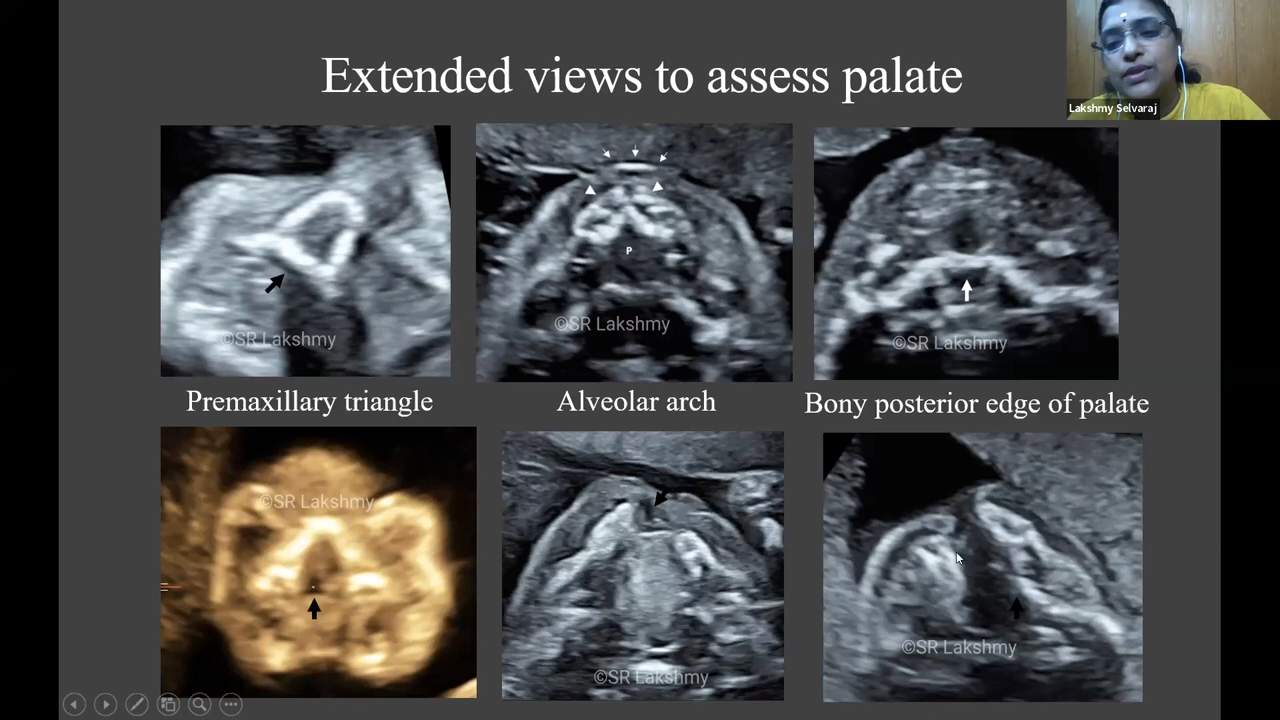 Extended views to assess palate
Lakshmy Selvaraj
P
©SR Lakshmy
©SR Lakshmy
©SR Lakshmy
Premaxillary triangle
Alveolar arch
Bony posterior edge of palate
©SR Lakshmy
©SR Lakshmy
©SR Lakshmy